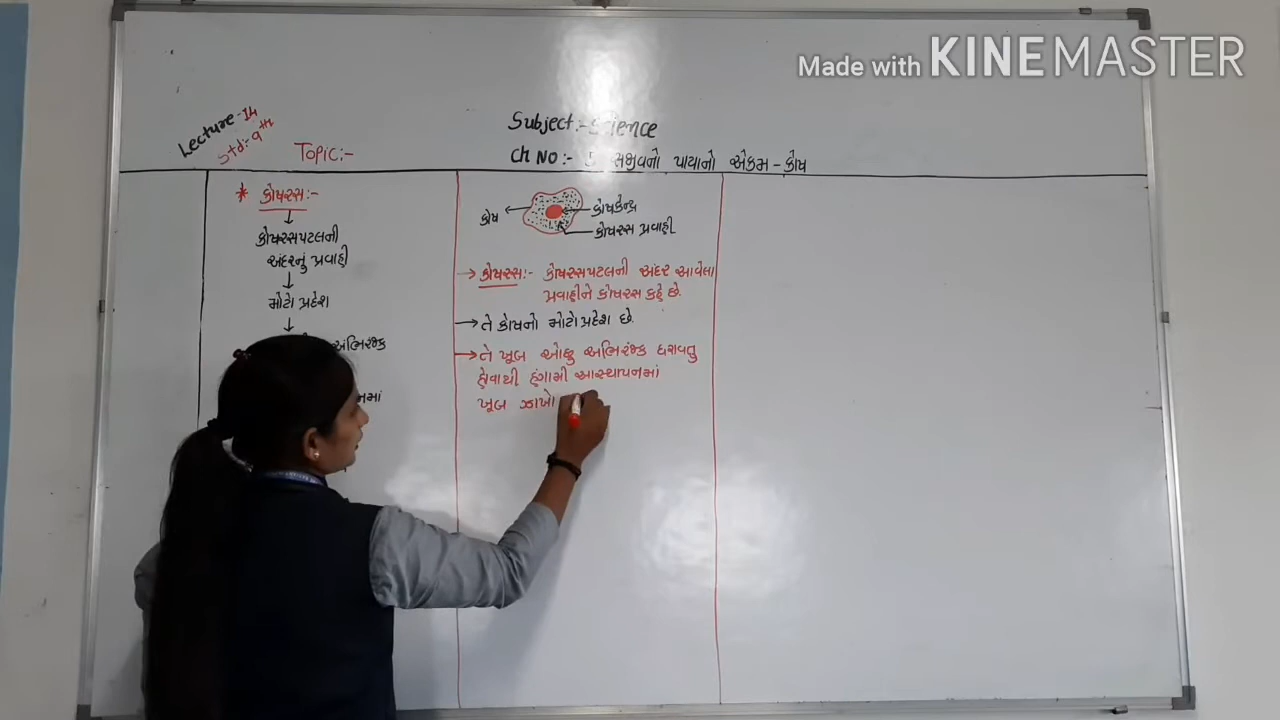 Made with KINEMASTER
Lecture-14
Std:-9th
Topic:-
Subject:-Science
Ch No:- 5 સજીવનો પાયાનો એકમ - કોષ
* કોષરસ:-
કોષરસપટલની
અંદરનું પ્રવાહી
મોટો પ્રદેશ
અભિરંજક
કોષ
કોષકેન્દ્ર
કોષરસ પ્રવાહી
→ કોષરસ:- કોષરસપટલની અંદર આવેલા
પ્રવાહીને કોષરસ કહે છે.
→ તે કોષનો મોટો પ્રદેશ છે.
→ તે ખૂબ ઓછુ અભિરંજક ધરાવતુ
હોવાથી હંગામી આસ્થાપનમાં
ખૂબ ઝાખો